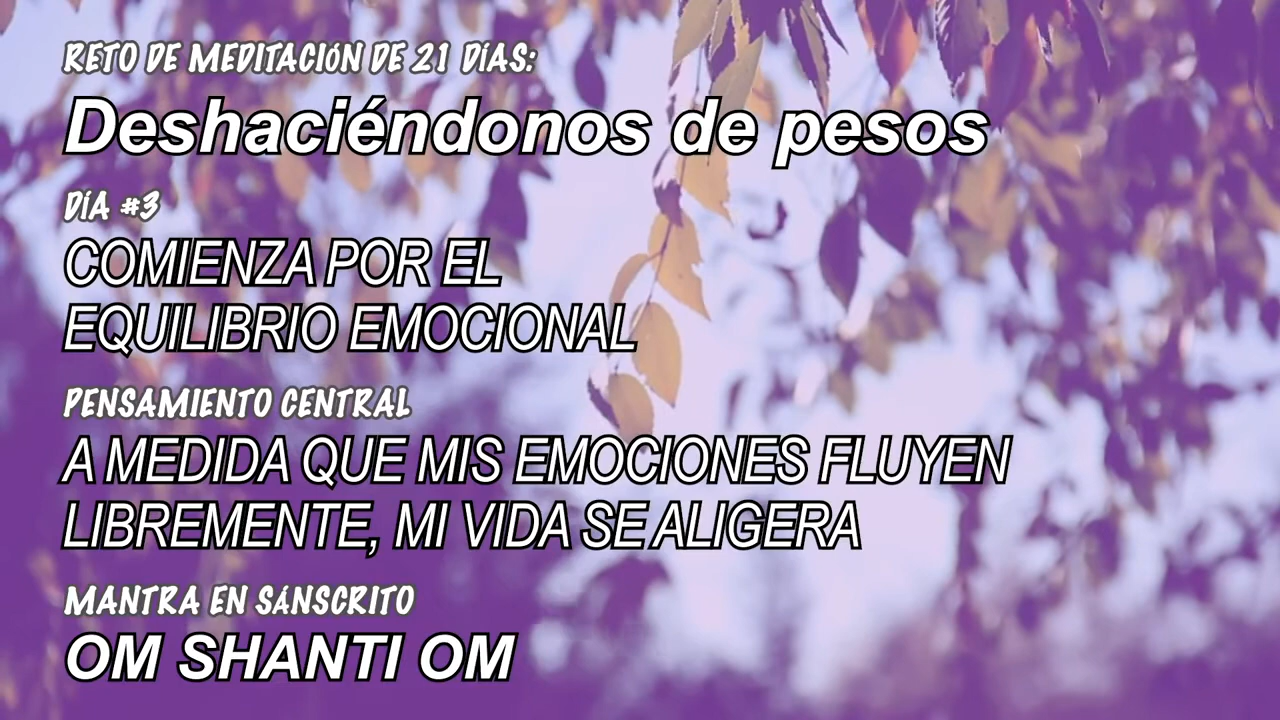 RETO DE MEDITACIÓN DE 21 DÍAS:
Deshaciéndonos de pesos
DÍA #3
COMIENZA POR EL
EQUILIBRIO EMOCIONAL
PENSAMIENTO CENTRAL
A MEDIDA QUE MIS EMOCIONES FLUYEN
LIBREMENTE, MI VIDA SE ALIGERA
MANTRA EN SÁNSCRITO
OM SHANTI OM